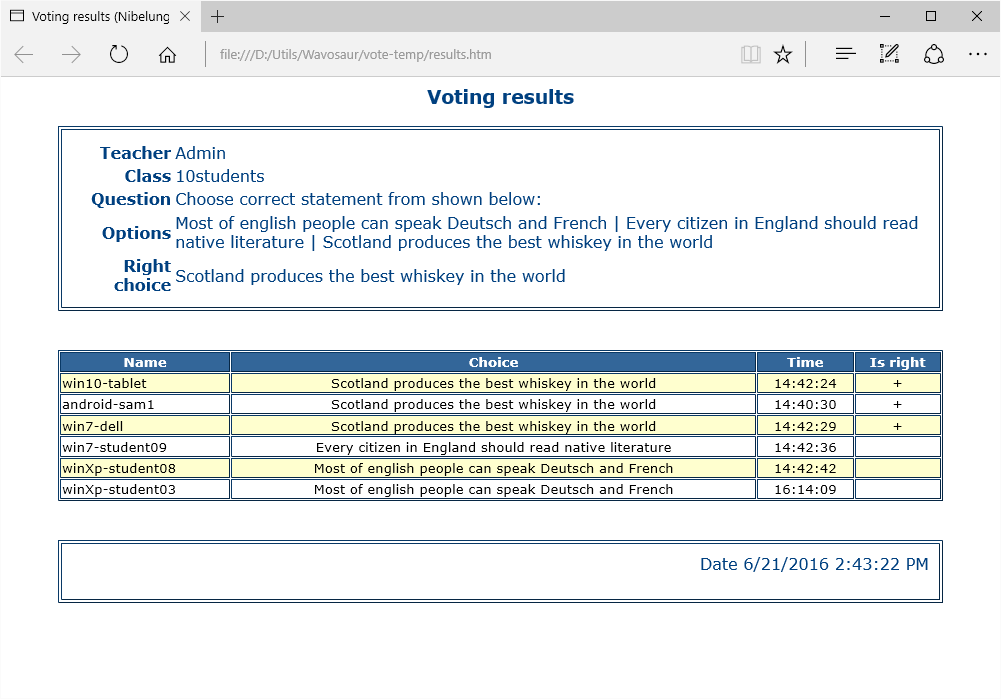 Voting results (Nibelung
file:///D:/Utils/Wavosaur/vote-temp/results.htm
Voting results
Teacher Admin
Class 10students
Question Choose correct statement from shown below:
Options Most of english people can speak Deutsch and French | Every citizen in England should read
native literature | Scotland produces the best whiskey in the world
Right
choice Scotland produces the best whiskey in the world
Name Choice Time Is right
win10-tablet Scotland produces the best whiskey in the world 14:42:24 +
android-sam1 Scotland produces the best whiskey in the world 14:40:30 +
win7-dell Scotland produces the best whiskey in the world 14:42:29 +
win7-student09 Every citizen in England should read native literature 14:42:36
winXp-student08 Most of english people can speak Deutsch and French 14:42:42
winXp-student03 Most of english people can speak Deutsch and French 16:14:09
Date 6/21/2016 2:43:22 PM